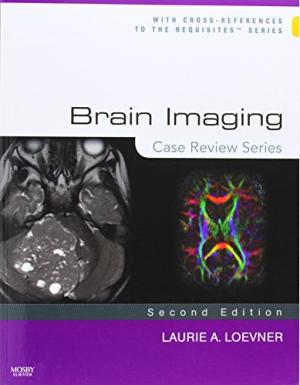 WITH CROSS-REFERENCES
TO THE REQUISITES™ SERIES
Brain Imaging
Case Review Series
Second Edition
LAURIE A. LOEVNER
MOSBY
ELSEVIER